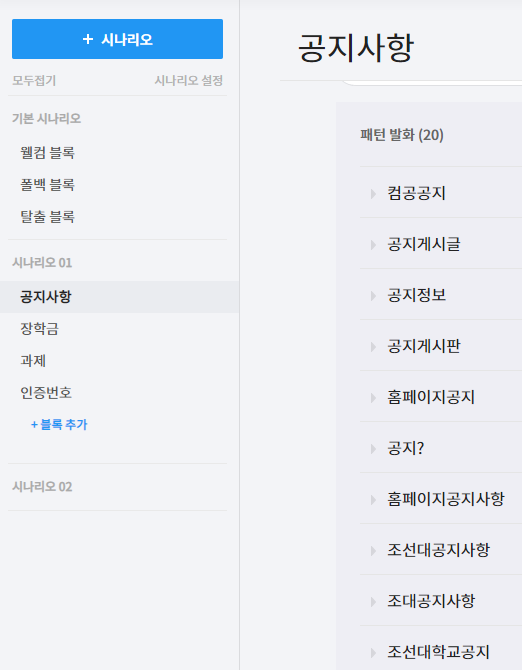 + 시나리오
모두접기 시나리오 설정
기본 시나리오
웰컴 블록
폴백 블록
탈출 블록
시나리오 01
공지사항
장학금
과제
인증번호
+ 블록 추가
시나리오 02
공지사항
패턴 발화 (20)
컴공공지
공지게시글
공지정보
공지게시판
홈페이지공지
공지?
홈페이지공지사항
조선대공지사항
조대공지사항
조선대학교공지